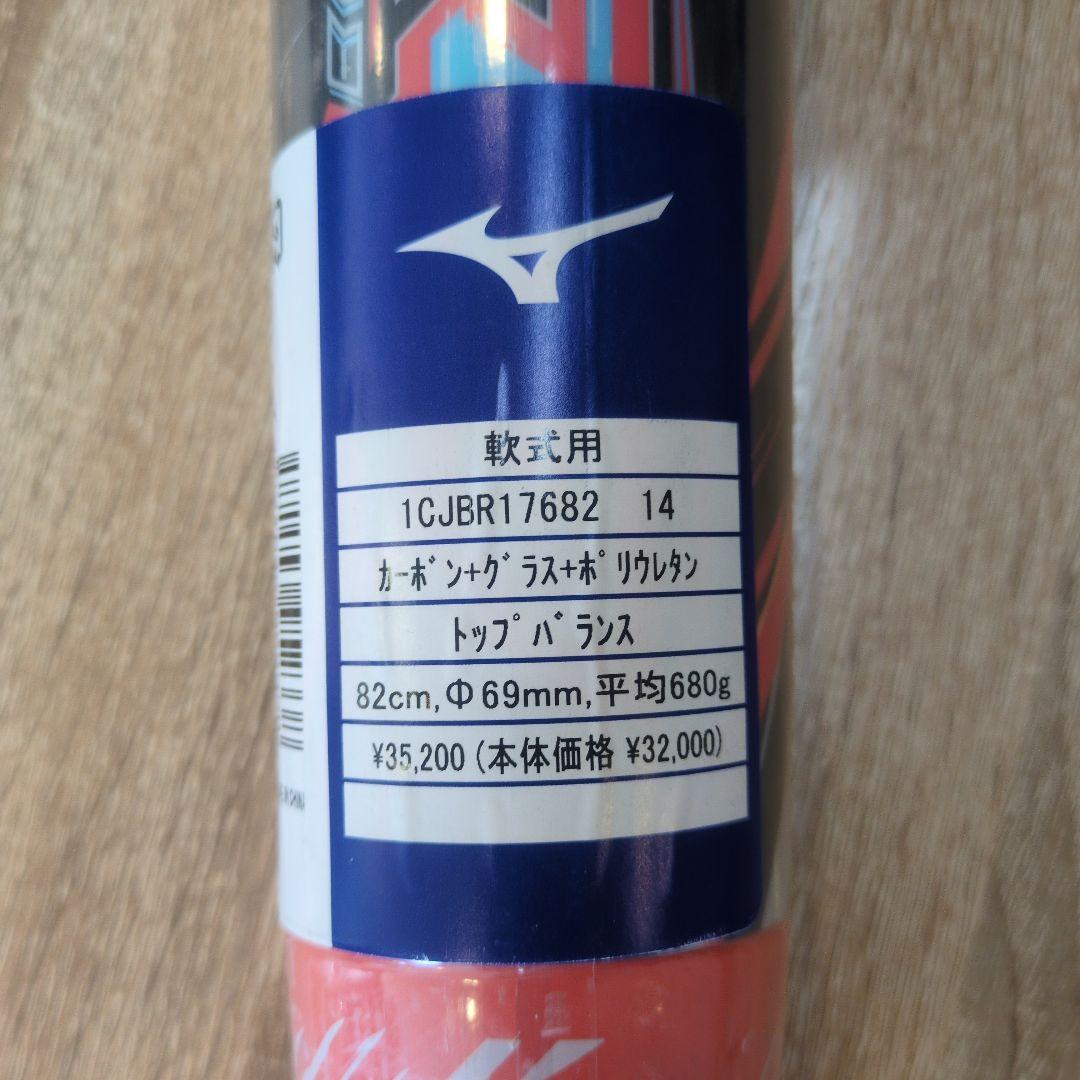 軟式用
1CJBR17682 14
ｶｰﾎﾞﾝ+ｸﾞﾗｽ+ﾎﾟﾘｳﾚﾀﾝ
ﾄｯﾌﾟﾊﾞﾗﾝｽ
82cm,Φ69mm,平均680g
¥35,200 (本体価格 ¥32,000)